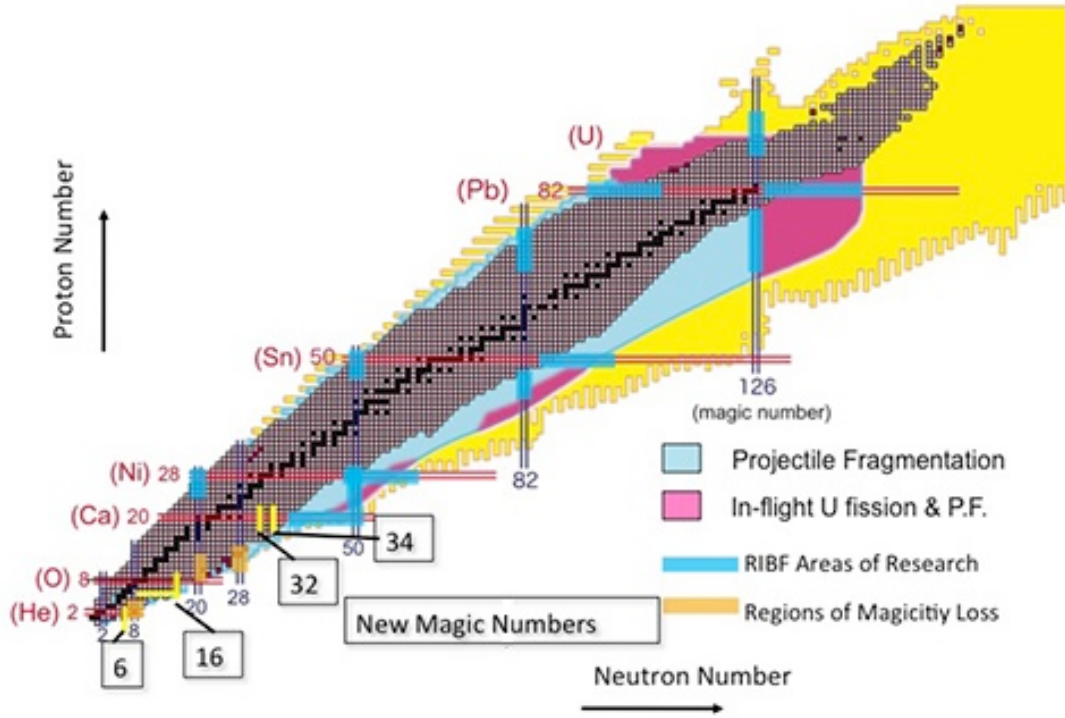 (U)
(Pb) 82
Proton Number
(Sn) 50
126
(magic number)
Projectile Fragmentation
(Ni) 28
82
In-flight U fission & P.F.
(Ca) 20
34
50
RIBF Areas of Research
32
(O) 8
28
20
Regions of Magicitiy Loss
(He) 2
2
8
New Magic Numbers
16
6
Neutron Number